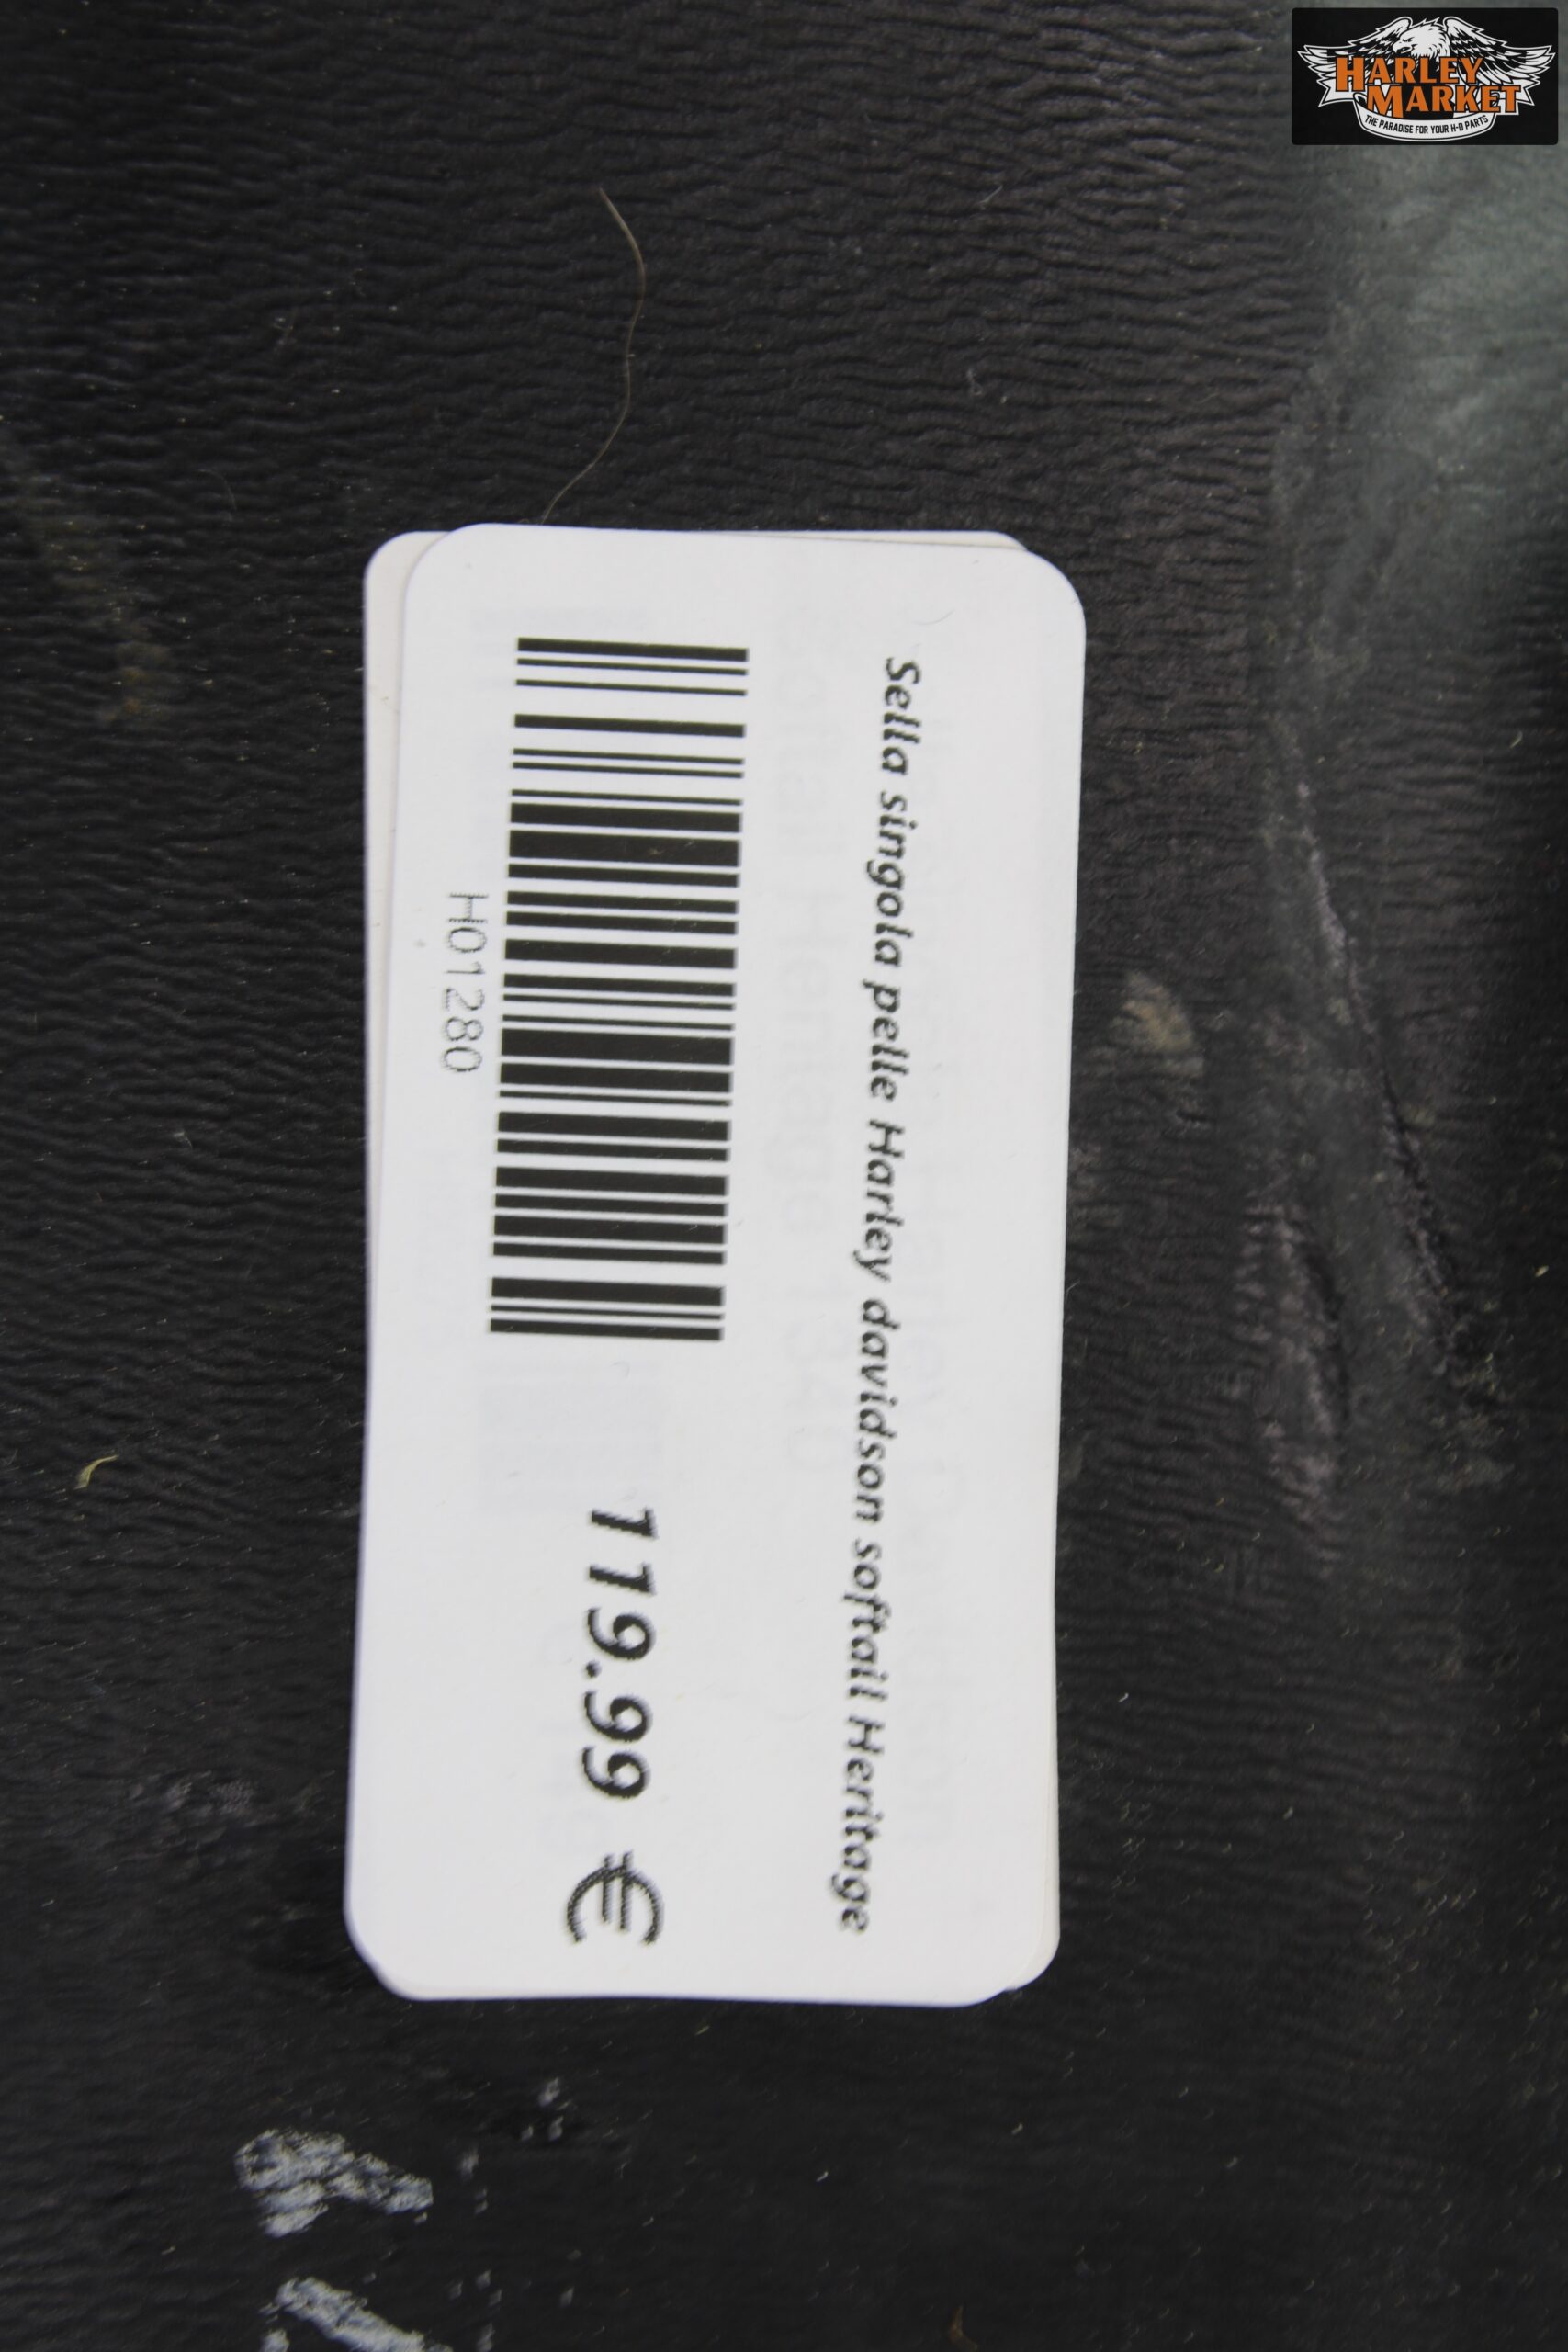 HARLEY
MARKET
THE PARADISE FOR YOUR H-D PARTS
Sella singola pelle Harley davidson softail Heritage
H01280
119.99 €